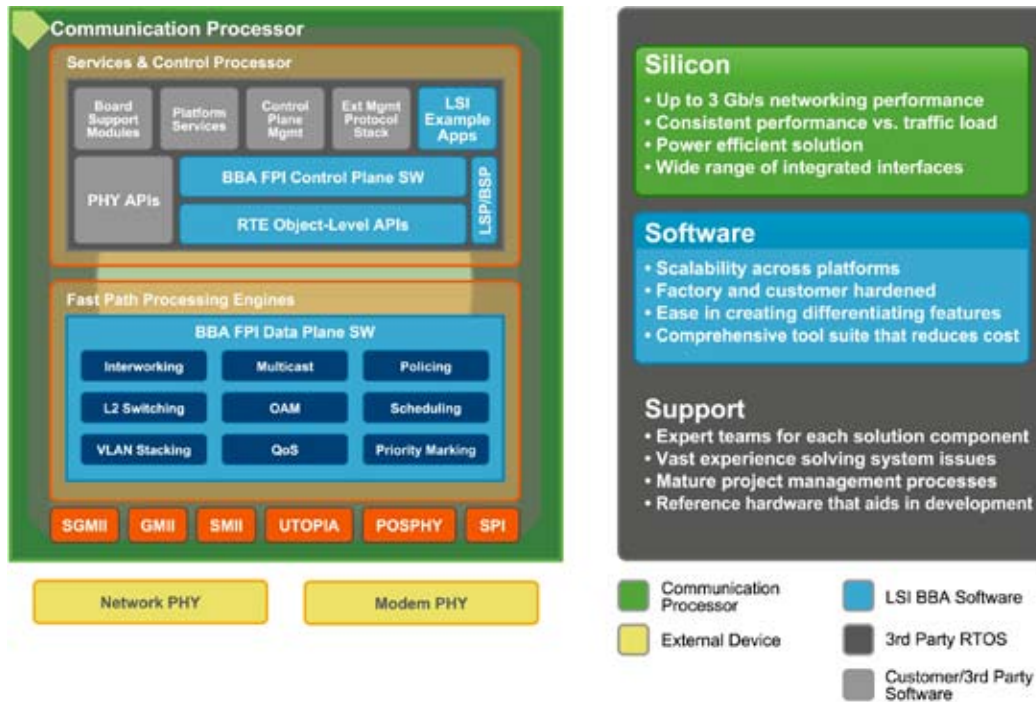 Communication Processor
Services & Control Processor
Board
Support
Modules
Platform
Services
Control
Plane
Mgmt
Ext Mgmt
Protocol
Stack
LSI
Example
Apps
PHY APIs
BBA FPI Control Plane SW
RTE Object-Level APIs
LSP/BSP
Fast Path Processing Engines
BBA FPI Data Plane SW
Interworking
Multicast
Policing
L2 Switching
OAM
Scheduling
VLAN Stacking
QoS
Priority Marking
SGMII
GMII
SMII
UTOPIA
POSPHY
SPI
Network PHY
Modem PHY
Silicon
• Up to 3 Gb/s networking performance
• Consistent performance vs. traffic load
• Power efficient solution
• Wide range of integrated interfaces
Software
• Scalability across platforms
• Factory and customer hardened
• Ease in creating differentiating features
• Comprehensive tool suite that reduces cost
Support
• Expert teams for each solution component
• Vast experience solving system issues
• Mature project management processes
• Reference hardware that aids in development
Communication
Processor
LSI BBA Software
External Device
3rd Party RTOS
Customer/3rd Party
Software